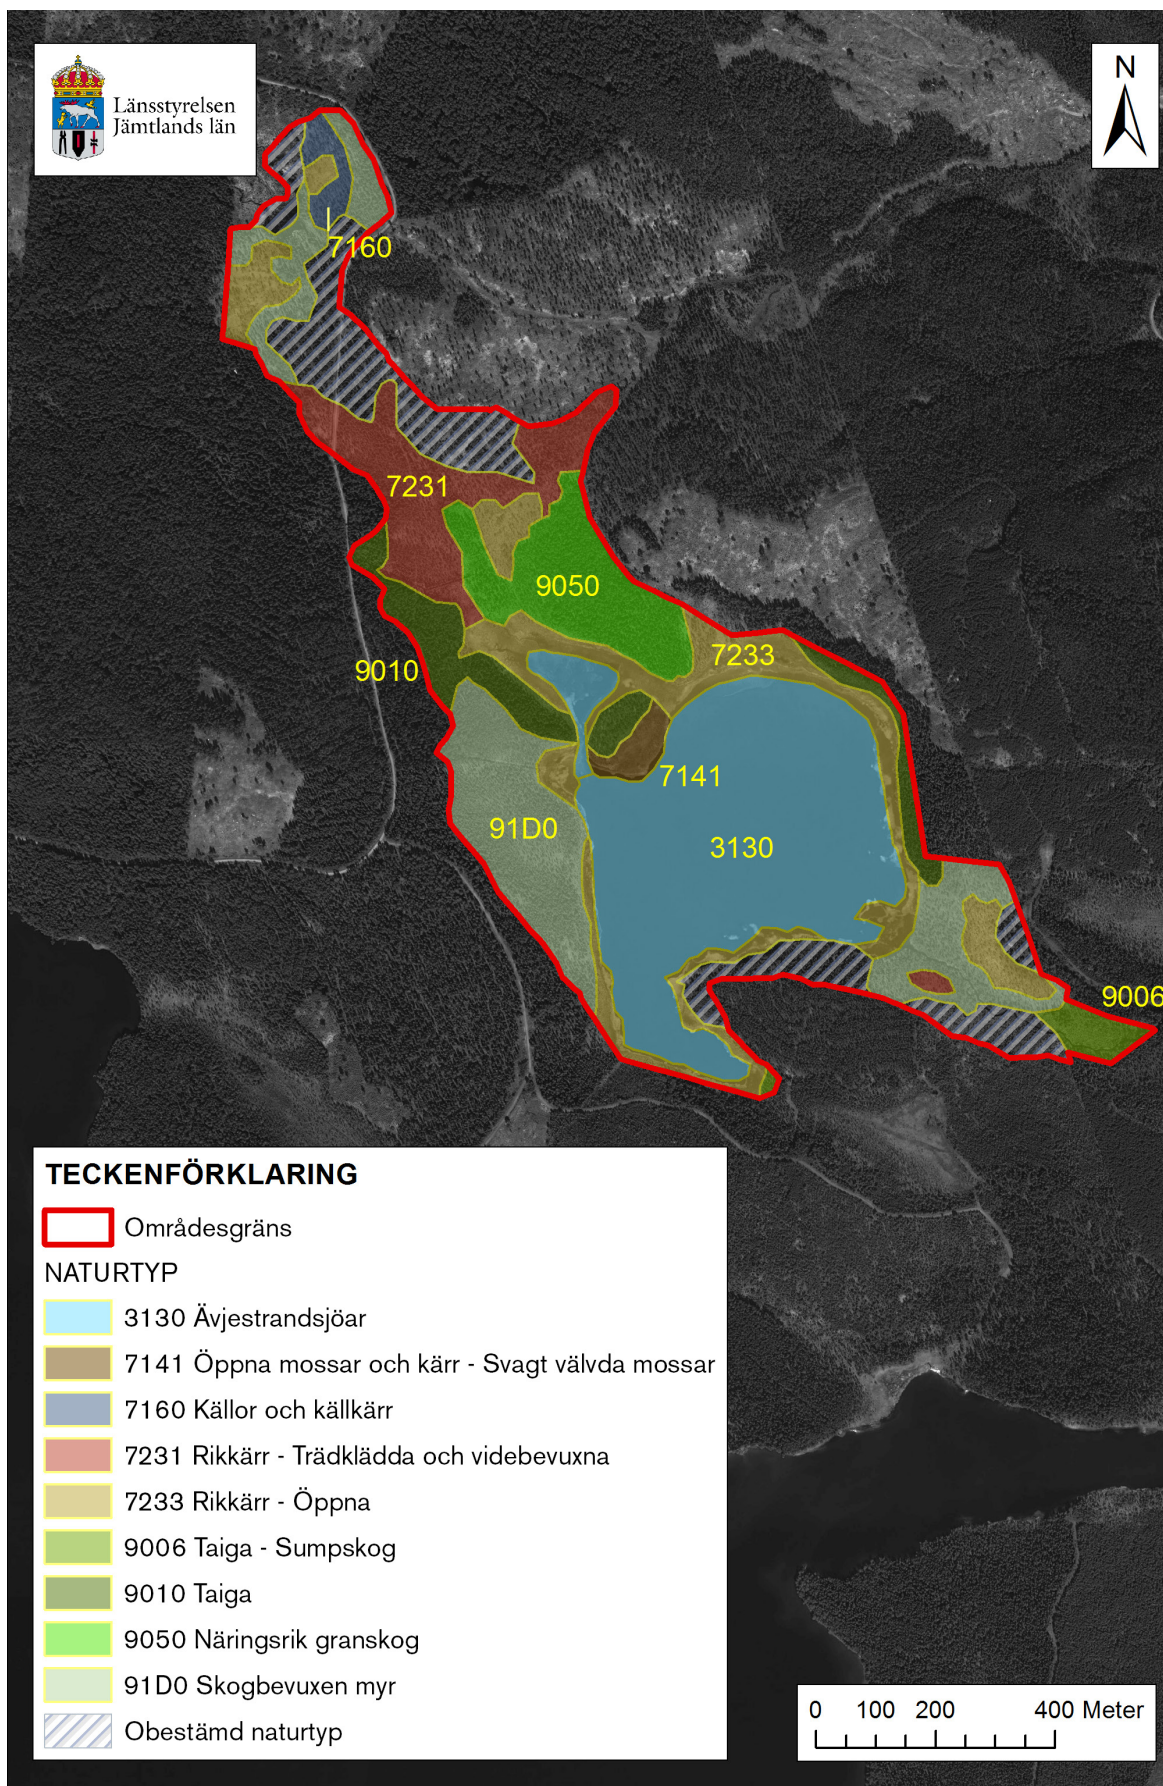 Länsstyrelsen
Jämtlands län
N
7160
7231
9050
7233
9010
7141
91D0
3130
9006
TECKENFÖRKLARING
Områdesgräns
NATURTYP
3130 Ävjestrandsjöar
7141 Öppna mossar och kärr - Svagt välvda mossar
7160 Källor och källkärr
7231 Rikkärr - Trädklädda och videbevuxna
7233 Rikkärr - Öppna
9006 Taiga - Sumpskog
9010 Taiga
9050 Näringsrik granskog
91D0 Skogbevuxen myr
Obestämd naturtyp
0 100 200 400 Meter